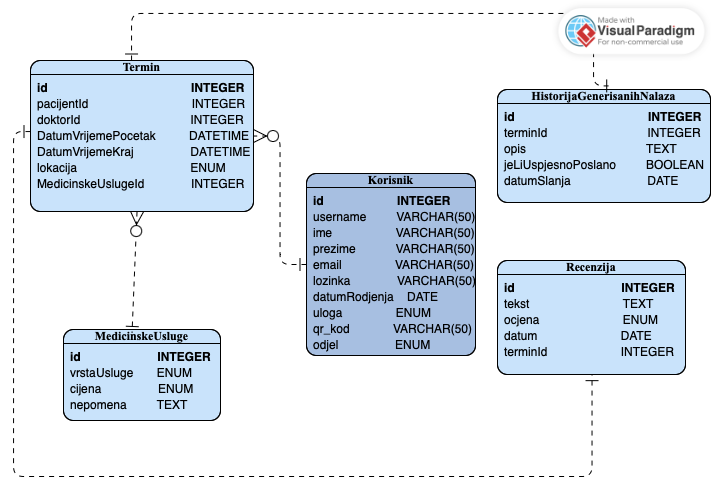 Made with
VisualParadigm
For non-commercial use
Termin
id INTEGER
pacijentId INTEGER
doktorId INTEGER
DatumVrijemePocetak DATETIME
DatumVrijemeKraj DATETIME
lokacija ENUM
MedicinskeUslugeId INTEGER
HistorijaGenerisanihNalaza
id INTEGER
terminId INTEGER
opis TEXT
jeLiUspjesnoPoslano BOOLEAN
datumSlanja DATE
Korisnik
id INTEGER
username VARCHAR(50)
ime VARCHAR(50)
prezime VARCHAR(50)
email VARCHAR(50)
lozinka VARCHAR(50)
datumRodjenja DATE
uloga ENUM
qr_kod VARCHAR(50)
odjel ENUM
Recenzija
id INTEGER
tekst TEXT
ocjena ENUM
datum DATE
terminId INTEGER
MedicinskeUsluge
id INTEGER
vrstaUsluge ENUM
cijena ENUM
nepomena TEXT